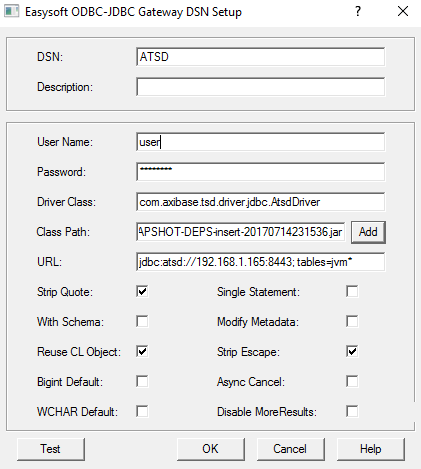 Easysoft ODBC-JDBC Gateway DSN Setup ? ×
DSN: ATSD
Description:
User Name: user
Password: ********
Driver Class: com.axibase.tsd.driver.jdbc.AtsdDriver
Class Path: APSHOT-DEPS-insert-20170714231536.jar Add
URL: jdbc:atsd://192.168.1.165:8443; tables=jvm*
Strip Quote: Single Statement:
With Schema: Modify Metadata:
Reuse CL Object: Strip Escape:
Bigint Default: Async Cancel:
WCHAR Default: Disable MoreResults:
Test OK Cancel Help